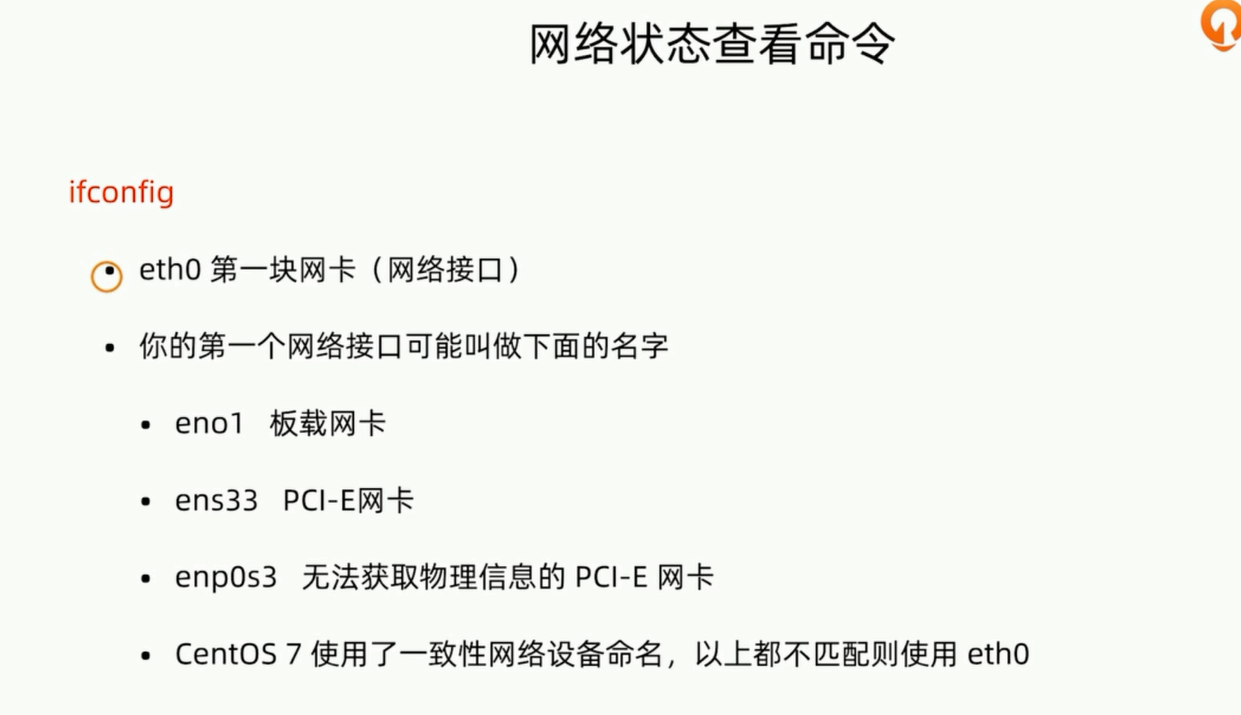 网络状态查看命令
ifconfig
• eth0 第一块网卡（网络接口）
• 你的第一个网络接口可能叫做下面的名字
• eno1 板载网卡
• ens33 PCI-E网卡
• enp0s3 无法获取物理信息的 PCI-E 网卡
• CentOS 7 使用了一致性网络设备命名，以上都不匹配则使用 eth0